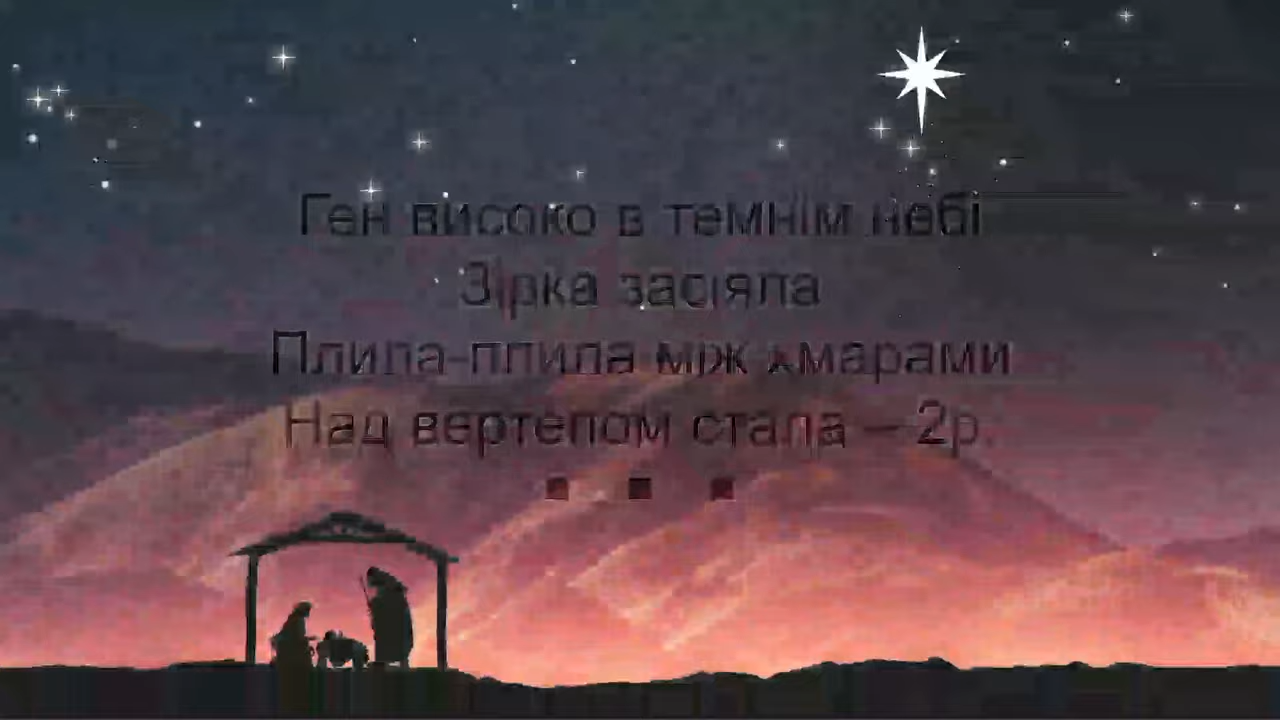 Ген високо в темнім небі
Зірка засіяла
Плила-плила між хмарами
Над вертепом стала – 2р.